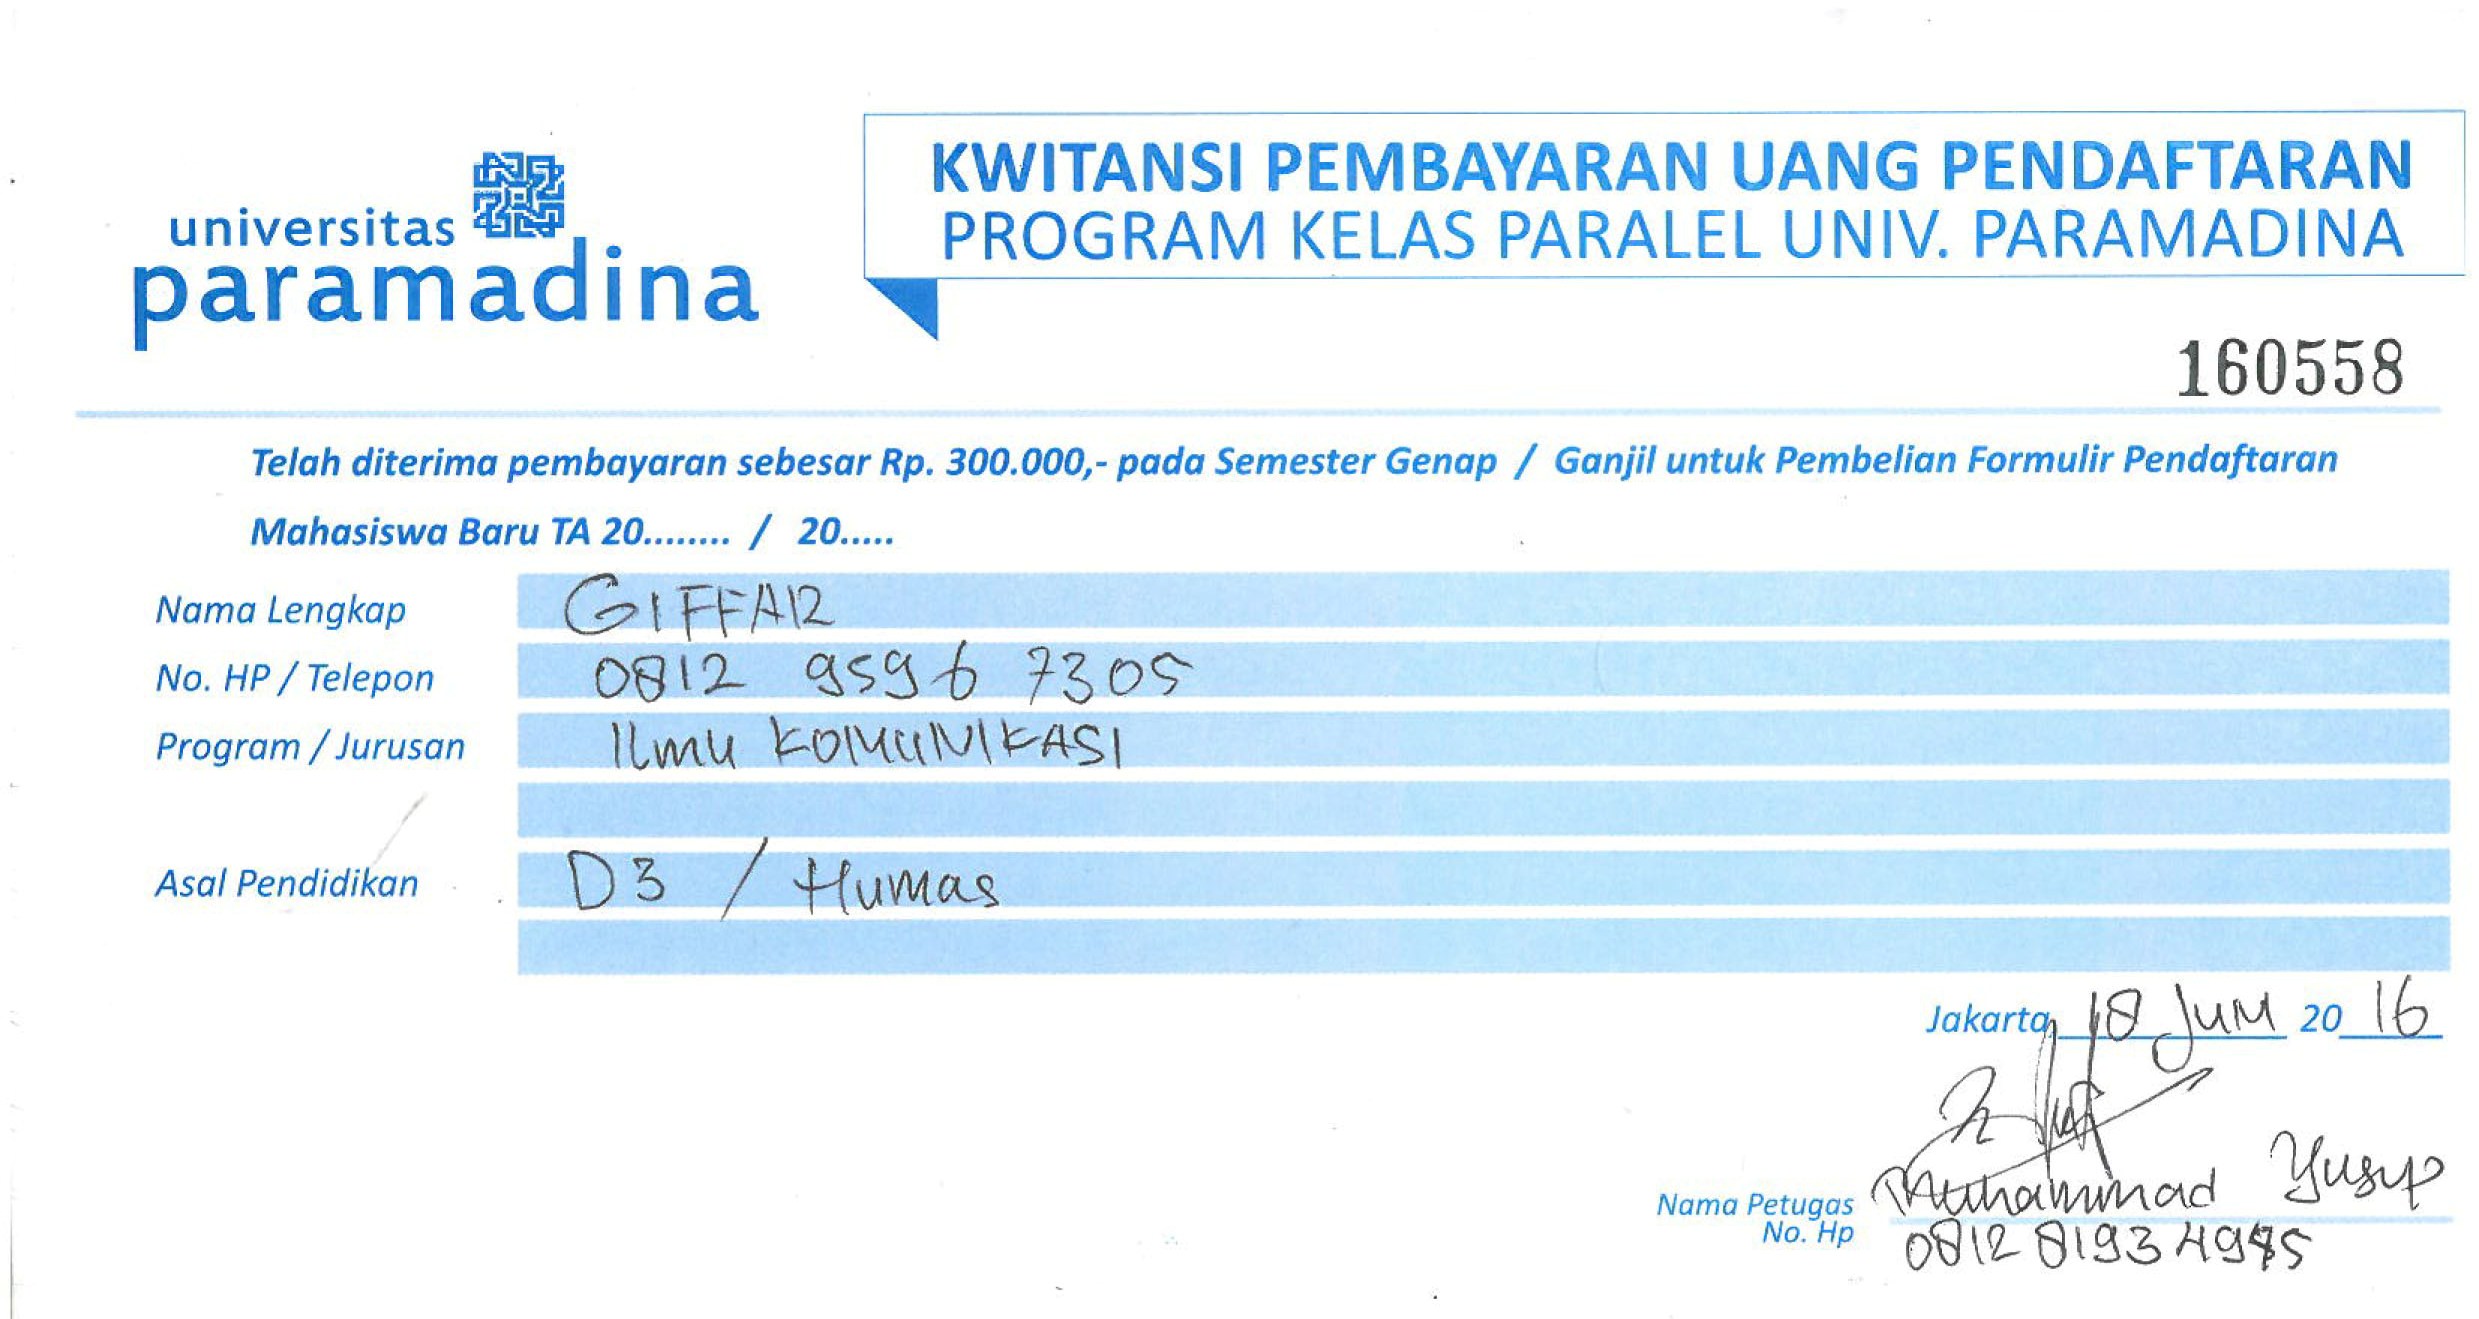 universitas
paramadina
KWITANSI PEMBAYARAN UANG PENDAFTARAN
PROGRAM KELAS PARALEL UNIV. PARAMADINA
160558
Telah diterima pembayaran sebesar Rp. 300.000,- pada Semester Genap / Ganjil untuk Pembelian Formulir Pendaftaran
Mahasiswa Baru TA 20........ / 20.....
Nama Lengkap GIFFAR
No. HP / Telepon 0812 9596 7305
Program / Jurusan Ilmu KOMUNIKASI
Asal Pendidikan D3 / Humas
Jakarta, 18 Juni 20 16
Nama Petugas Muhammad Yusup
No. Hp 0812 8193